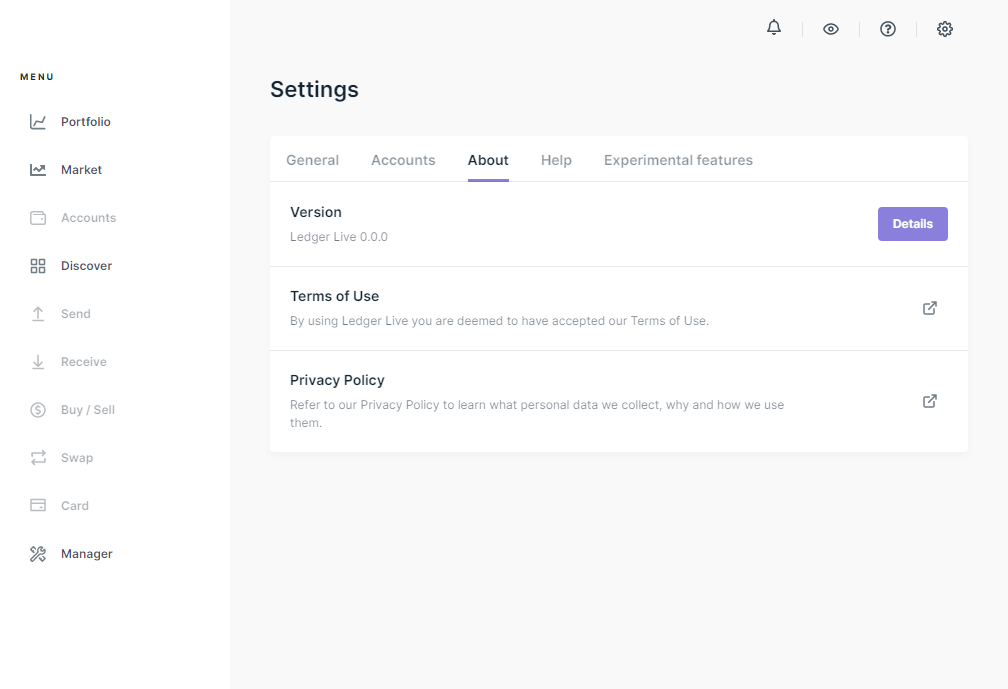 MENU
Portfolio
Market
Accounts
Discover
Send
Receive
Buy / Sell
Swap
Card
Manager
Settings
General Accounts About Help Experimental features
Version
Ledger Live 0.0.0
Details
Terms of Use
By using Ledger Live you are deemed to have accepted our Terms of Use.
Privacy Policy
Refer to our Privacy Policy to learn what personal data we collect, why and how we use
them.